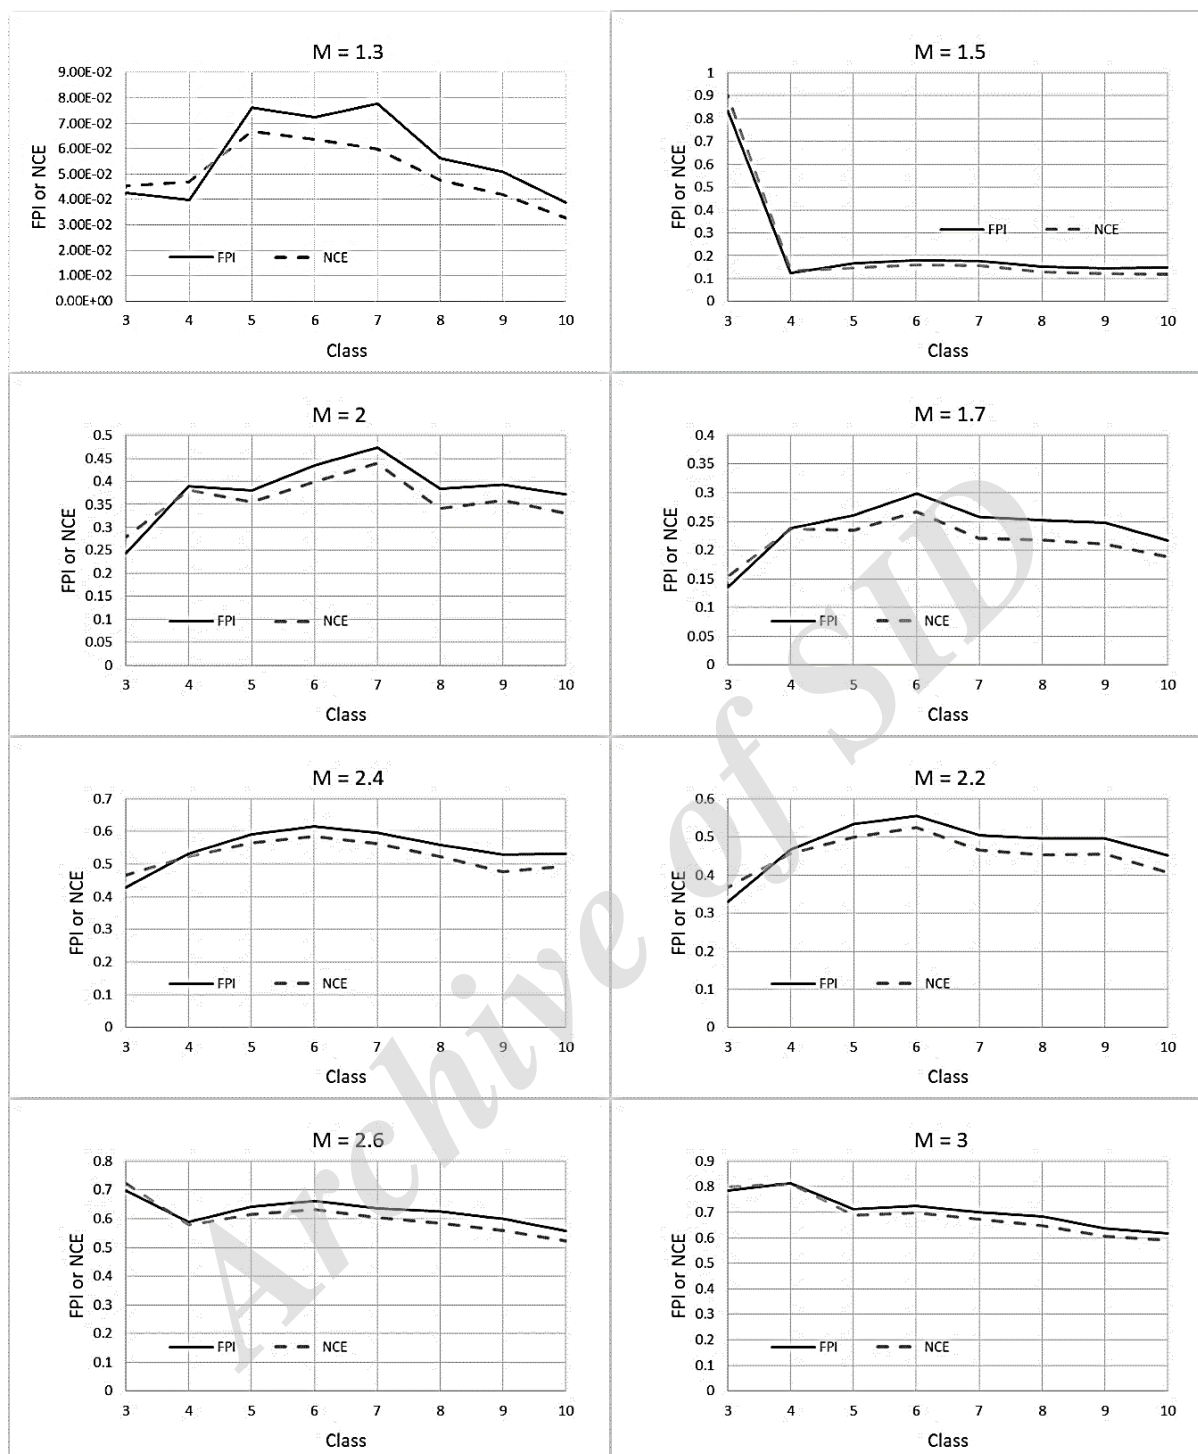 M = 1.3
FPI or NCE
9.00E-02
8.00E-02
7.00E-02
6.00E-02
5.00E-02
4.00E-02
3.00E-02
2.00E-02
1.00E-02
0.00E+00
FPI NCE
3 4 5 6 7 8 9 10
Class
M = 1.5
FPI or NCE
1
0.9
0.8
0.7
0.6
0.5
0.4
0.3
0.2
0.1
0
FPI NCE
3 4 5 6 7 8 9 10
Class
M = 2
FPI or NCE
0.5
0.45
0.4
0.35
0.3
0.25
0.2
0.15
0.1
0.05
0
FPI NCE
3 4 5 6 7 8 9 10
Class
M = 1.7
FPI or NCE
0.4
0.35
0.3
0.25
0.2
0.15
0.1
0.05
0
FPI NCE
3 4 5 6 7 8 9 10
Class
M = 2.4
FPI or NCE
0.7
0.6
0.5
0.4
0.3
0.2
0.1
0
FPI NCE
3 4 5 6 7 8 9 10
Class
M = 2.2
FPI or NCE
0.6
0.5
0.4
0.3
0.2
0.1
0
FPI NCE
3 4 5 6 7 8 9 10
Class
M = 2.6
FPI or NCE
0.8
0.7
0.6
0.5
0.4
0.3
0.2
0.1
0
FPI NCE
3 4 5 6 7 8 9 10
Class
M = 3
FPI or NCE
0.9
0.8
0.7
0.6
0.5
0.4
0.3
0.2
0.1
0
FPI NCE
3 4 5 6 7 8 9 10
Class
Archive of SID